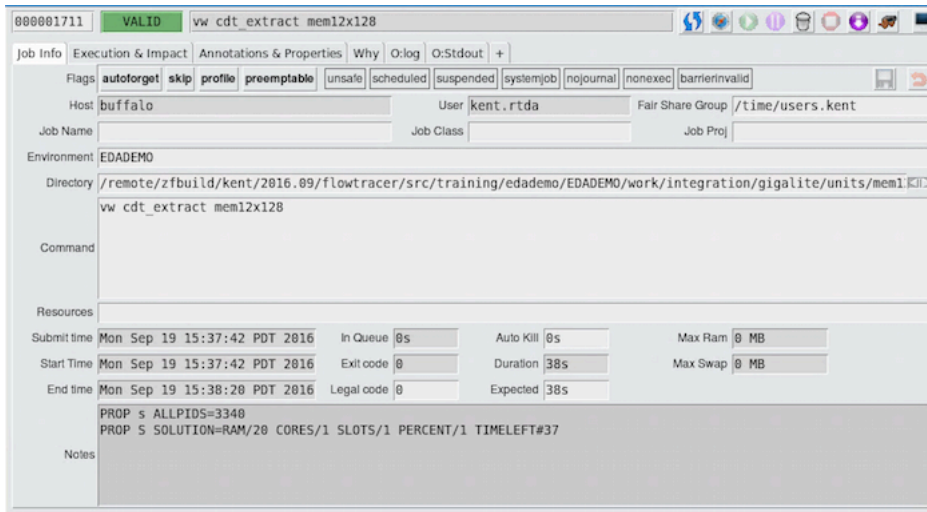 000001711 VALID vw cdt_extract mem12x128
Job Info Execution & Impact Annotations & Properties Why O:log O:Stdout +
Flags autoforget skip profile preemptable unsafe scheduled suspended systemjob nojournal nonexec barrierinvalid
Host buffalo User kent.rtda Fair Share Group /time/users.kent
Job Name Job Class Job Proj
Environment EDADEMO
Directory /remote/zfbuild/kent/2016.09/flowtracer/src/training/edademo/EDADEMO/work/integration/gigalite/units/mem1
vw cdt_extract mem12x128
Command
Resources
Submit time Mon Sep 19 15:37:42 PDT 2016 In Queue 0s Auto Kill 0s Max Ram 0 MB
Start Time Mon Sep 19 15:37:42 PDT 2016 Exit code 0 Duration 38s Max Swap 0 MB
End time Mon Sep 19 15:38:20 PDT 2016 Legal code 0 Expected 38s
PROP s ALLPIDS=3340
PROP S SOLUTION=RAM/20 CORES/1 SLOTS/1 PERCENT/1 TIMELEFT#37
Notes